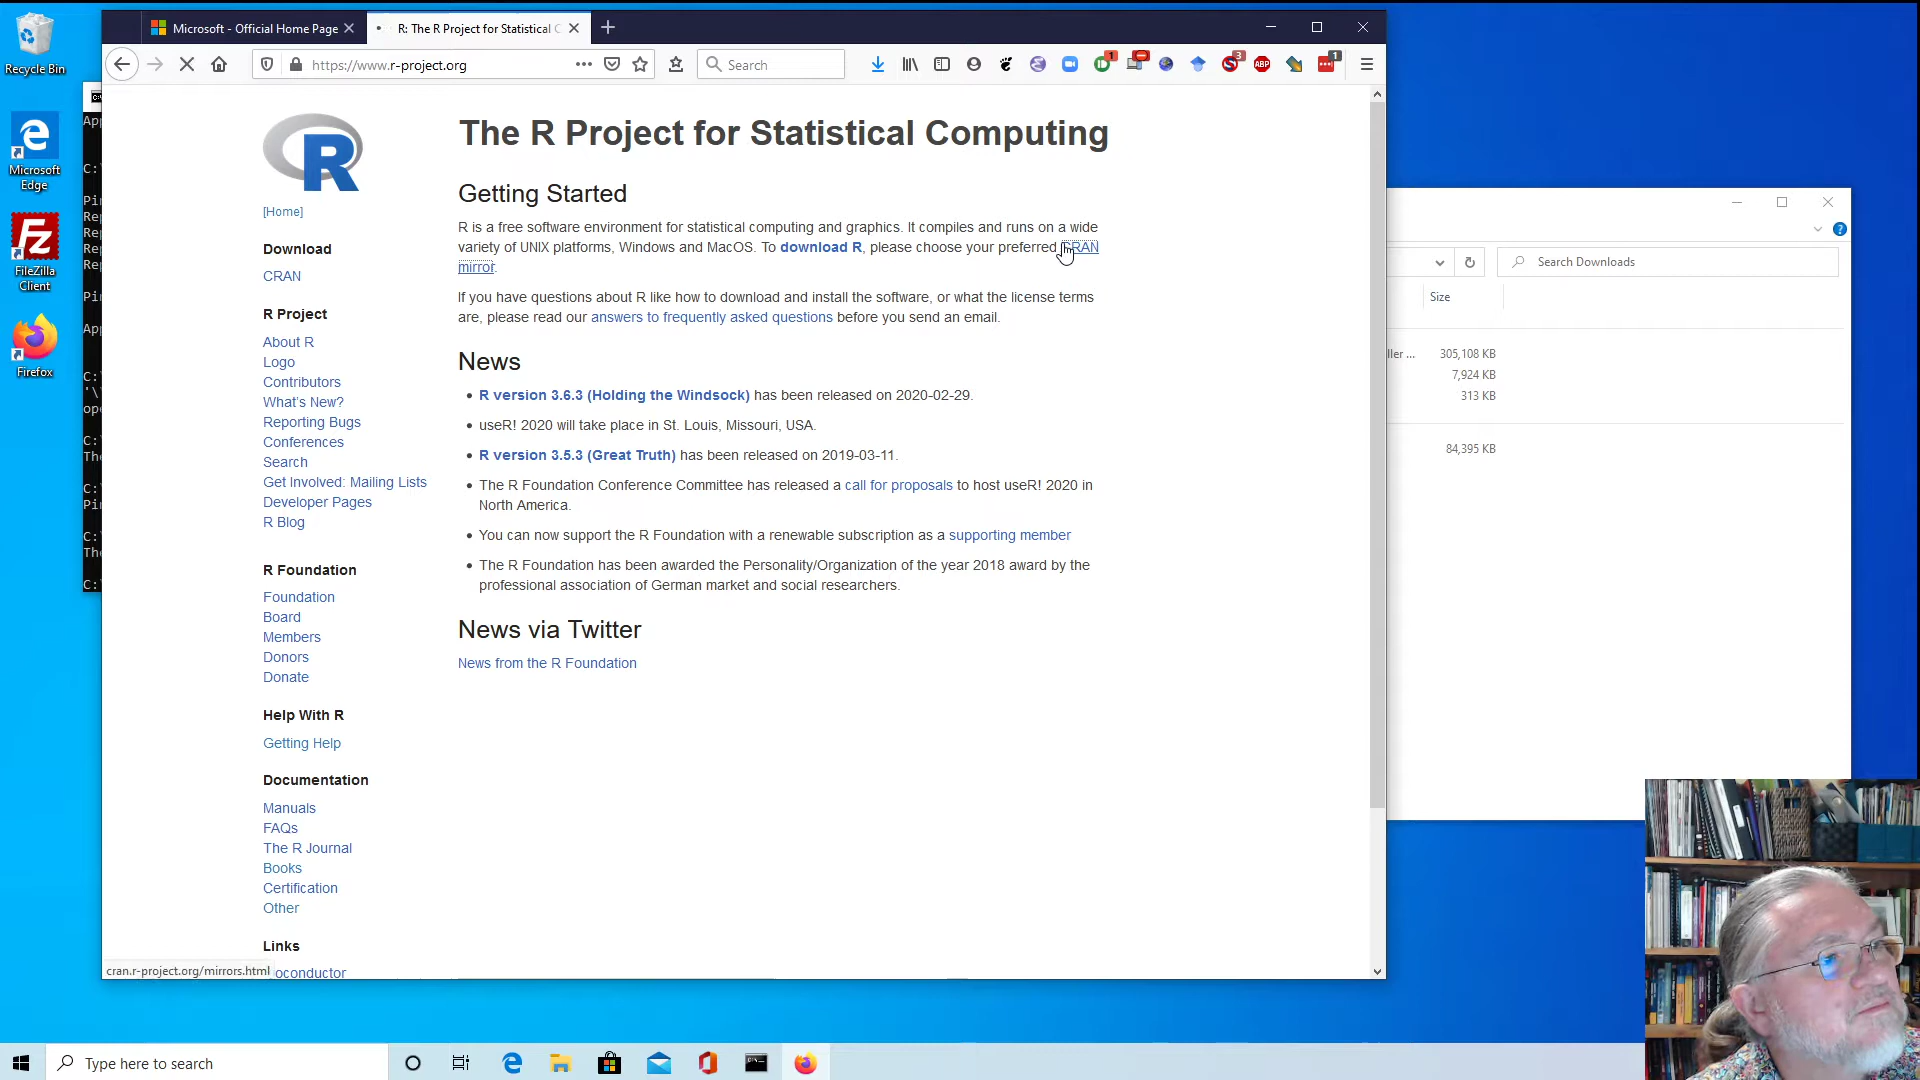 Recycle Bin
Microsoft Edge
FileZilla Client
Firefox
Microsoft - Official Home Page
R: The R Project for Statistical C
https://www.r-project.org
Search
The R Project for Statistical Computing
Getting Started
R is a free software environment for statistical computing and graphics. It compiles and runs on a wide
variety of UNIX platforms, Windows and MacOS. To download R, please choose your preferred CRAN
mirror.
If you have questions about R like how to download and install the software, or what the license terms
are, please read our answers to frequently asked questions before you send an email.
News
R version 3.6.3 (Holding the Windsock) has been released on 2020-02-29.
useR! 2020 will take place in St. Louis, Missouri, USA.
R version 3.5.3 (Great Truth) has been released on 2019-03-11.
The R Foundation Conference Committee has released a call for proposals to host useR! 2020 in
North America.
You can now support the R Foundation with a renewable subscription as a supporting member
The R Foundation has been awarded the Personality/Organization of the year 2018 award by the
professional association of German market and social researchers.
News via Twitter
News from the R Foundation
R
[Home]
Download
CRAN
R Project
About R
Logo
Contributors
What's New?
Reporting Bugs
Conferences
Search
Get Involved: Mailing Lists
Developer Pages
R Blog
R Foundation
Foundation
Board
Members
Donors
Donate
Help With R
Getting Help
Documentation
Manuals
FAQs
The R Journal
Books
Certification
Other
Links
oconductor
cran.r-project.org/mirrors.html
Search Downloads
Size
ller ... 305,108 KB
7,924 KB
313 KB
84,395 KB
Type here to search